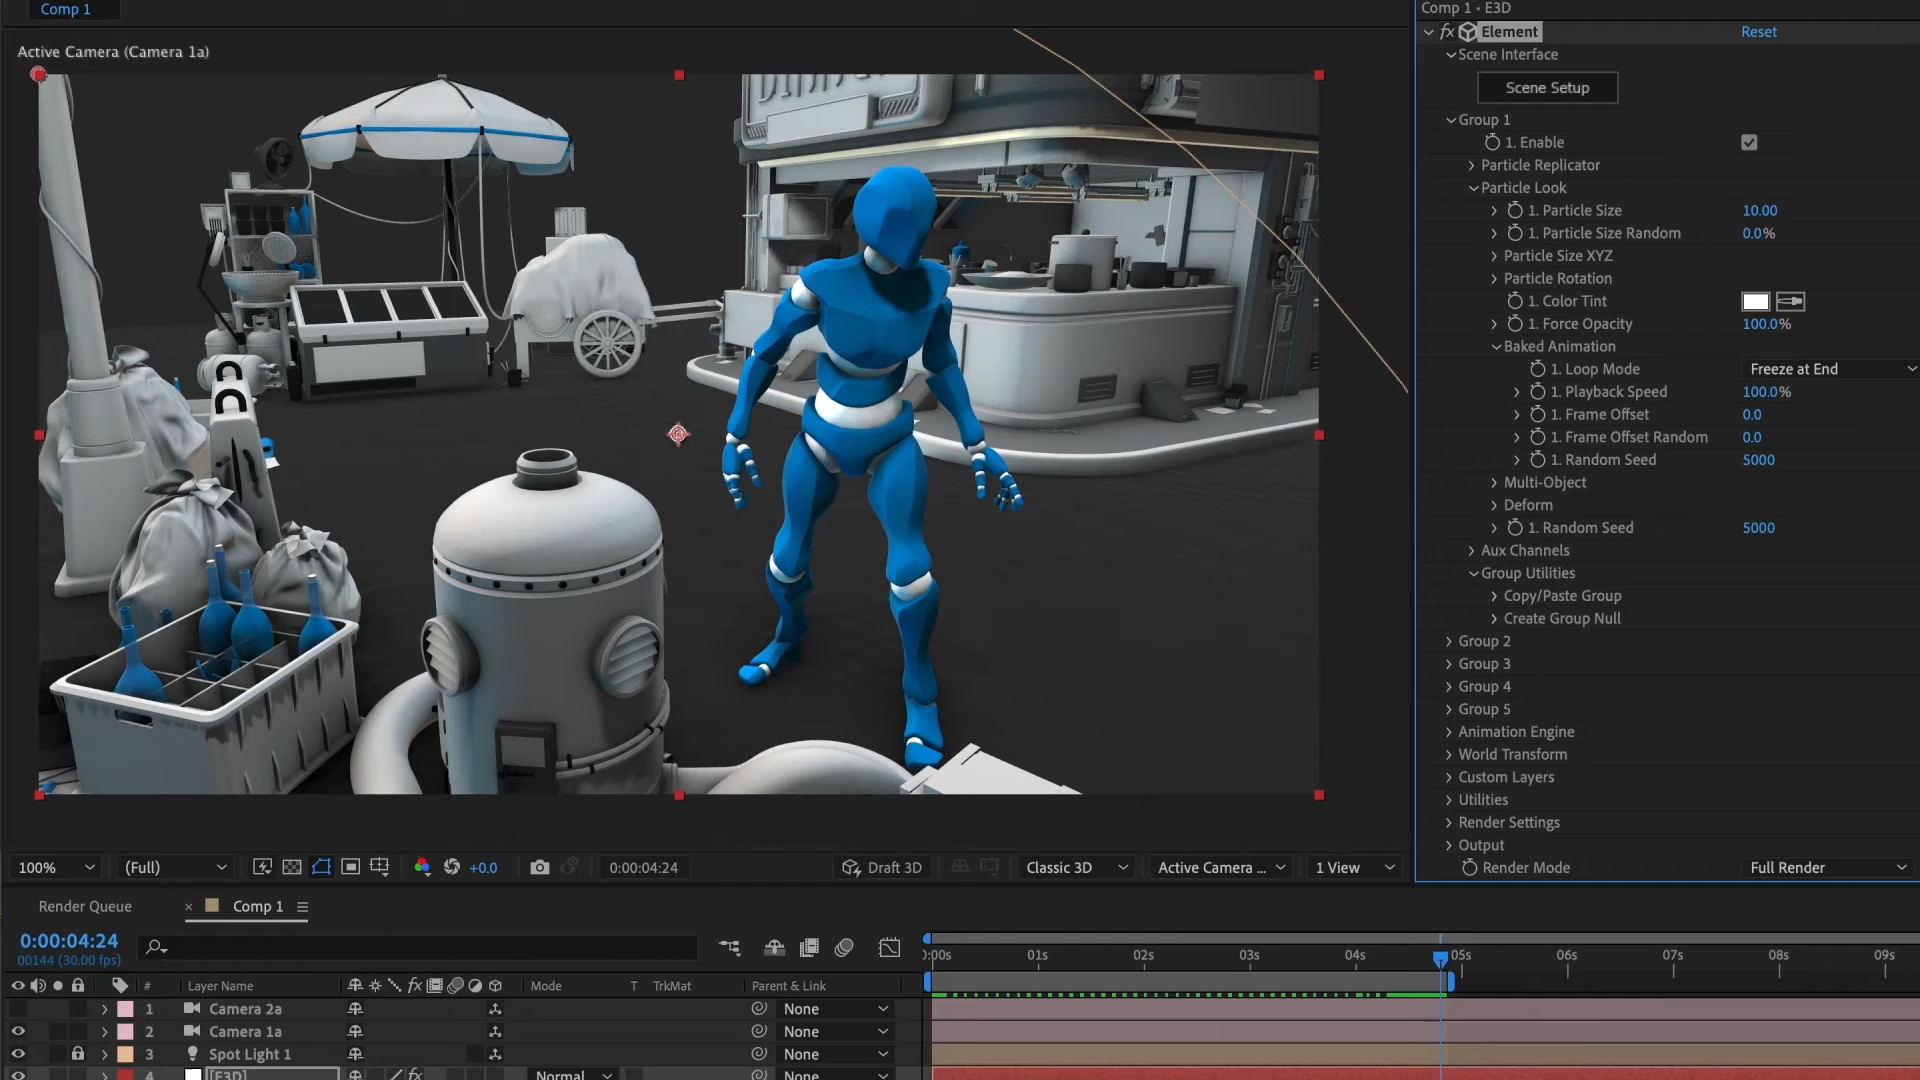 Comp 1
Comp 1 • E3D
Active Camera (Camera 1a)
fx Element Reset
Scene Interface
Scene Setup
Group 1
1. Enable
Particle Replicator
Particle Look
1. Particle Size 10.00
1. Particle Size Random 0.0%
Particle Size XYZ
Particle Rotation
1. Color Tint
1. Force Opacity 100.0%
Baked Animation
1. Loop Mode Freeze at End
1. Playback Speed 100.0%
1. Frame Offset 0.0
1. Frame Offset Random 0.0
1. Random Seed 5000
Multi-Object
Deform
1. Random Seed 5000
Aux Channels
Group Utilities
Copy/Paste Group
Create Group Null
Group 2
Group 3
Group 4
Group 5
Animation Engine
World Transform
Custom Layers
Utilities
Render Settings
Output
Render Mode Full Render
100% (Full) +0.0 0:00:04:24 Draft 3D Classic 3D Active Camera ... 1 View
Render Queue × Comp 1
0:00:04:24
00144 (30.00 fps)
):00s 01s 02s 03s 04s 05s 06s 07s 08s 09s
# Layer Name fx Mode T TrkMat Parent & Link
1 Camera 2a None
2 Camera 1a None
3 Spot Light 1 None
4 [E3D] fx Normal None